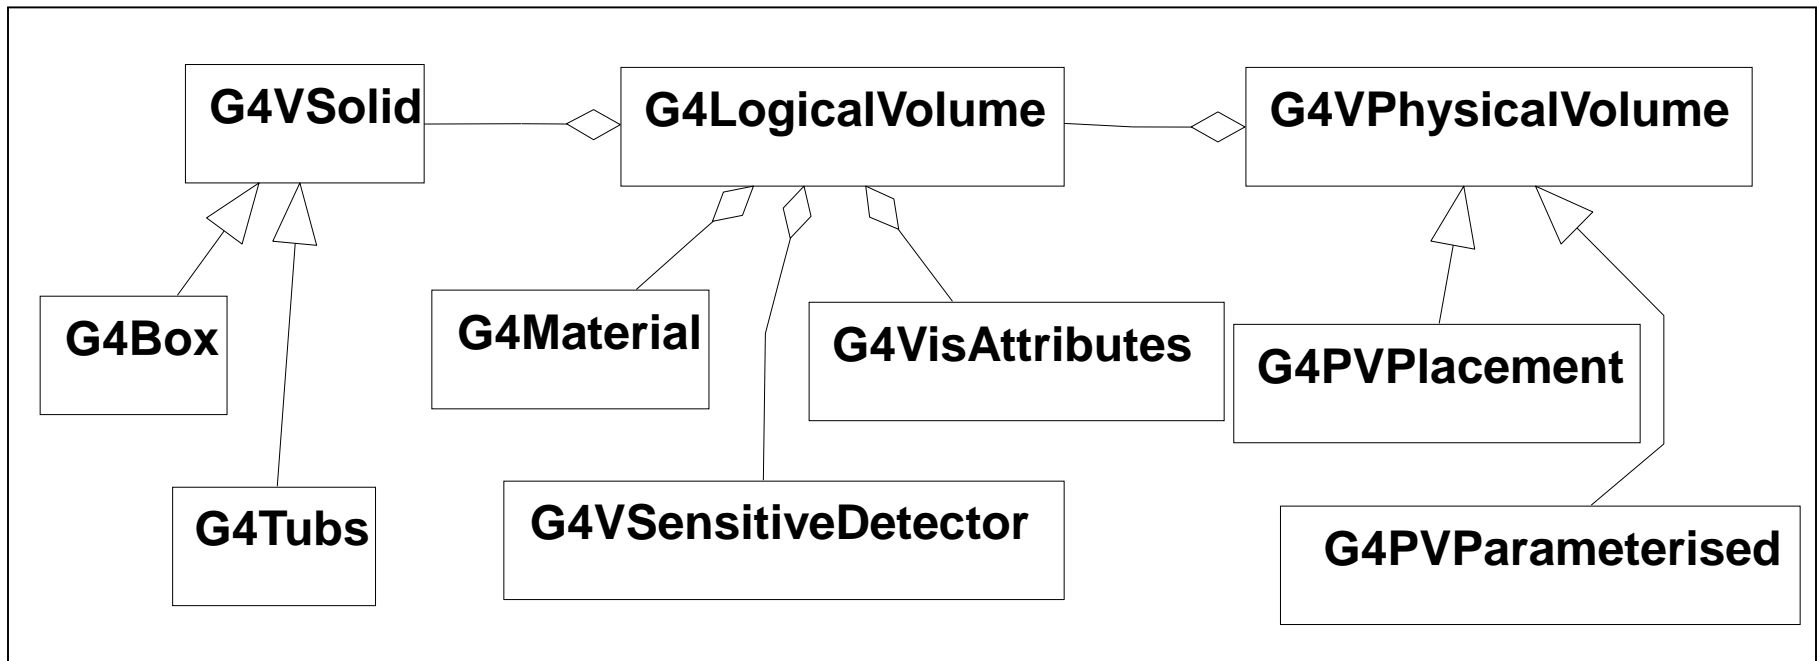 G4VSolid
G4LogicalVolume
G4VPhysicalVolume
G4Box
G4Material
G4VisAttributes
G4PVPlacement
G4Tubs
G4VSensitiveDetector
G4PVParameterised